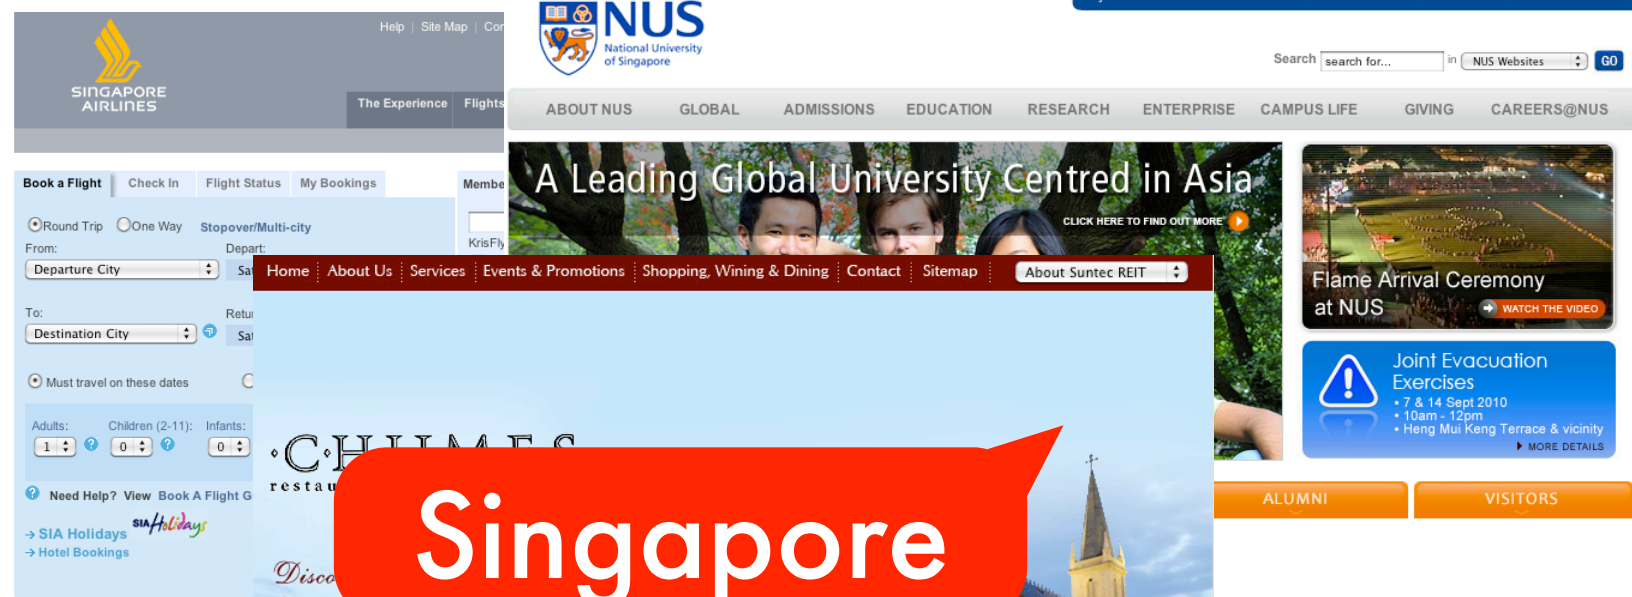 Help | Site Map |
SINGAPORE
AIRLINES
The Experience Flights
Book a Flight Check In Flight Status My Bookings
Round Trip One Way Stopover/Multi-city
From: Depart:
Departure City
To:
Destination City
Must travel on these dates
Adults: Children (2-11): Infants:
1 ? 0 ? 0
? Need Help? View Book A Flight
SIA Holidays
SIA Holidays
Hotel Bookings
NUS
National University
of Singapore
Search search for... in NUS Websites GO
ABOUT NUS GLOBAL ADMISSIONS EDUCATION RESEARCH ENTERPRISE CAMPUS LIFE GIVING CAREERS@NUS
A Leading Global University Centred in Asia
CLICK HERE TO FIND OUT MORE
Flame Arrival Ceremony
at NUS
WATCH THE VIDEO
Joint Evacuation
Exercises
• 7 & 14 Sept 2010
• 10am - 12pm
• Heng Mui Keng Terrace & vicinity
MORE DETAILS
ALUMNI VISITORS
Home About Us Services Events & Promotions Shopping, Wining & Dining Contact Sitemap About Suntec REIT
CHIJMES
Singapore